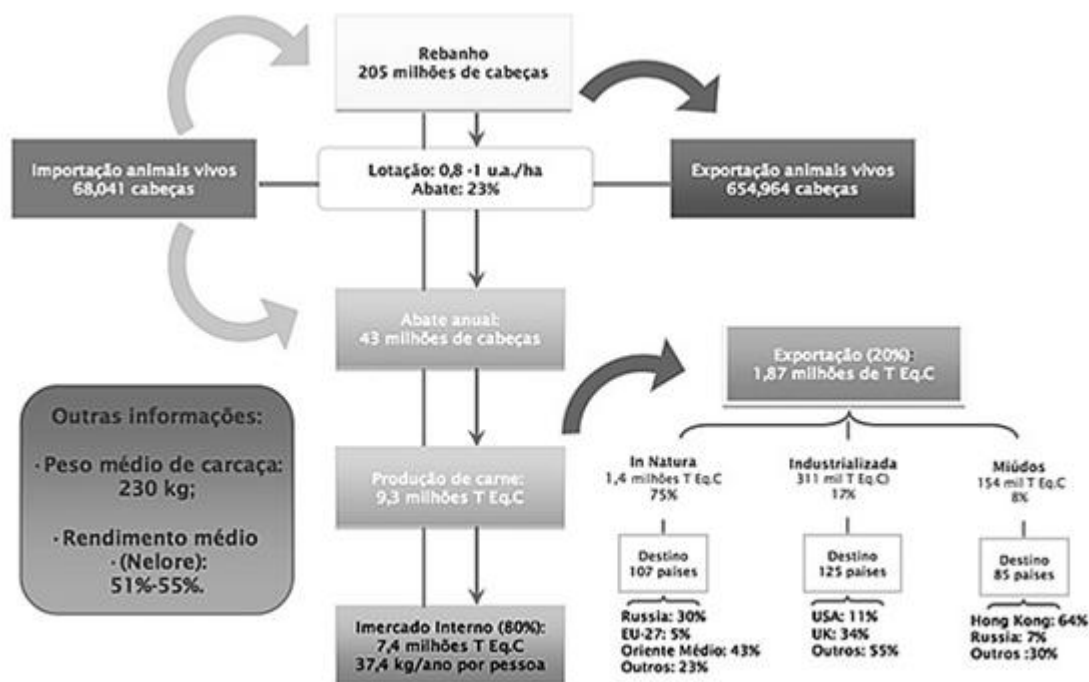 Rebanho
205 milhões de cabeças
Importação animais vivos
68,041 cabeças
Lotação: 0,8 -1 u.a./ha
Abate: 23%
Exportação animais vivos
654,964 cabeças
Abate anual:
43 milhões de cabeças
Exportação (20%):
1,87 milhões de T Eq.C
Outras informações:
· Peso médio de carcaça:
230 kg;
· Rendimento médio
· (Nelore):
51%-55%.
Produção de carne:
9,3 milhões T Eq.C
In Natura
1,4 milhões T Eq.C
75%
Industrializada
311 mil T Eq.C)
17%
Miúdos
154 mil T Eq.C
8%
Destino
107 países
Destino
125 países
Destino
85 países
Russia: 30%
EU-27: 5%
Oriente Médio: 43%
Outros: 23%
USA: 11%
UK: 34%
Outros: 55%
Hong Kong: 64%
Russia: 7%
Outros :30%
Imercado Interno (80%):
7,4 milhões T Eq.C
37,4 kg/ano por pessoa